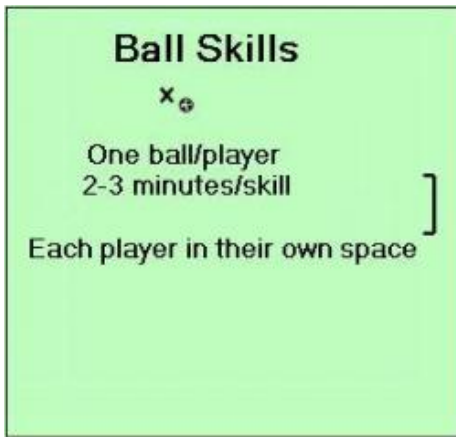 Ball Skills
x
One ball/player
2-3 minutes/skill
Each player in their own space